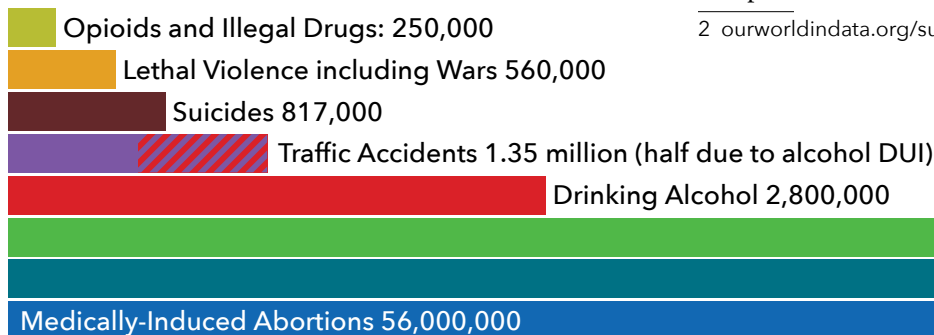 Opioids and Illegal Drugs: 250,000
2 ourworldindata.org/su
Lethal Violence including Wars 560,000
Suicides 817,000
Traffic Accidents 1.35 million (half due to alcohol DUI)
Drinking Alcohol 2,800,000
Medically-Induced Abortions 56,000,000